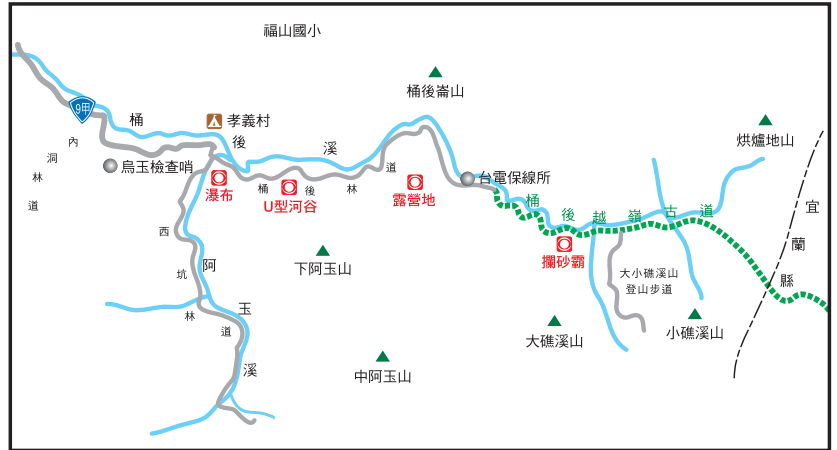 福山國小
桶後崙山
9甲
桶
孝義村
後
溪
烘爐地山
內洞林道
烏玉檢查哨
瀑布
桶後林道
U型河谷
露營地
台電保線所
桶後越嶺古道
宜蘭縣
西坑林道
阿玉溪
下阿玉山
攔砂霸
大小礁溪山
登山步道
大礁溪山
小礁溪山
中阿玉山